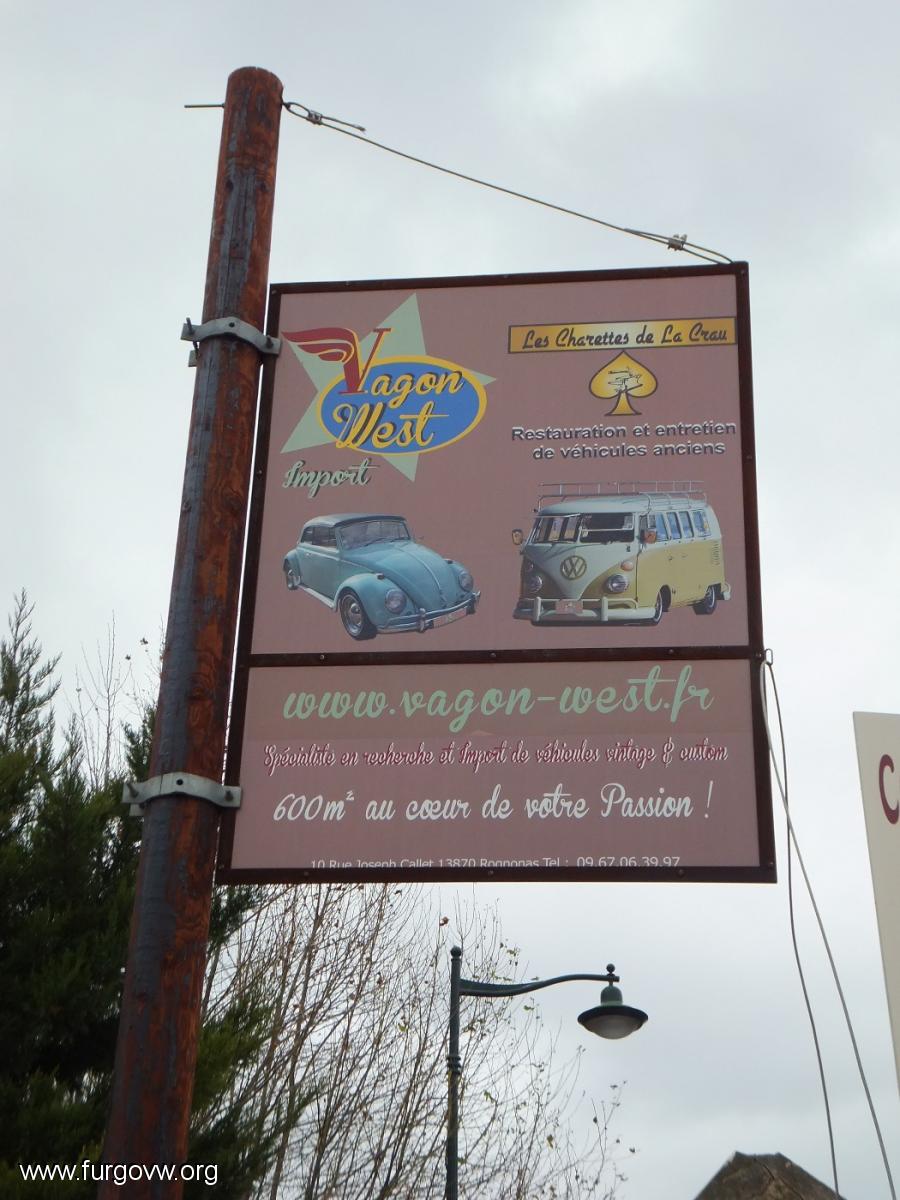 Vagon
West
Import
Les Charettes de La Crau
Restauration et entretien
de véhicules anciens
www.vagon-west.fr
Spécialiste en recherche et Import de véhicules vintage & custom
600m² au cœur de votre Passion !
10 Rue Joseph Callet 13870 Rognonas Tel : 09.67.06.39.97
C
www.furgovw.org